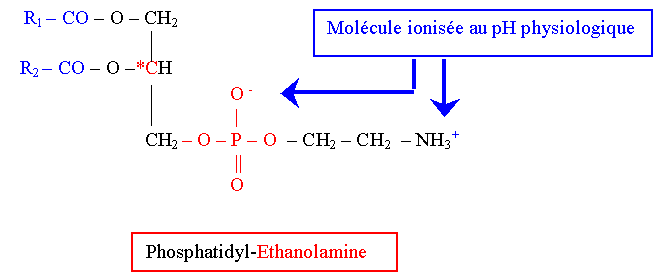 R1 – CO – O – CH2
Molécule ionisée au pH physiologique
R2 – CO – O – *CH
O -
CH2 – O – P – O – CH2 – CH2 – NH3+
O
Phosphatidyl-Ethanolamine